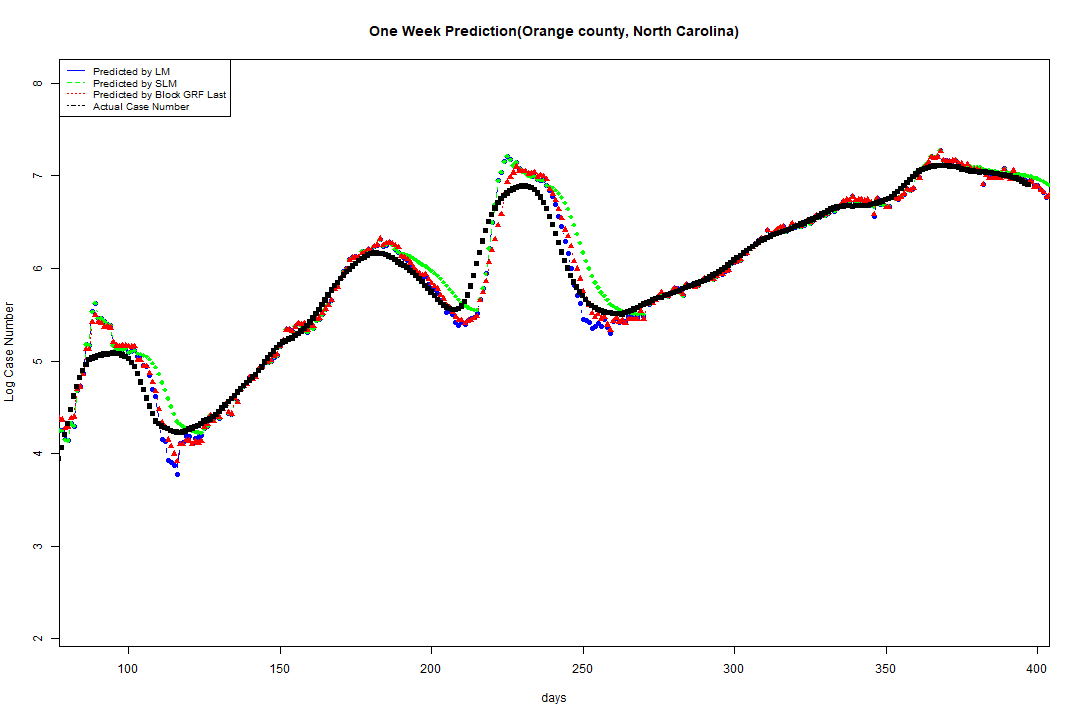 One Week Prediction(Orange county, North Carolina)
Predicted by LM
Predicted by SLM
Predicted by Block GRF Last
Actual Case Number
8
7
6
5
4
3
2
Log Case Number
100 150 200 250 300 350 400
days